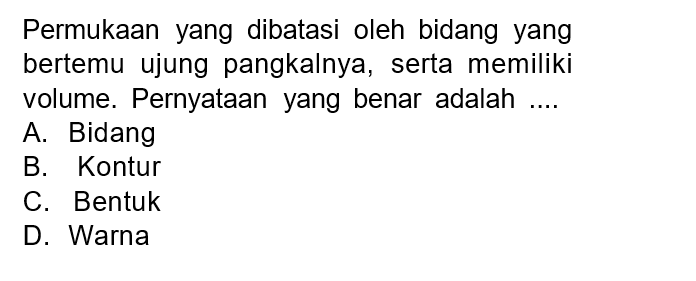 Permukaan yang dibatasi oleh bidang yang
bertemu ujung pangkalnya, serta memiliki
volume. Pernyataan yang benar adalah ....
A. Bidang
B. Kontur
C. Bentuk
D. Warna